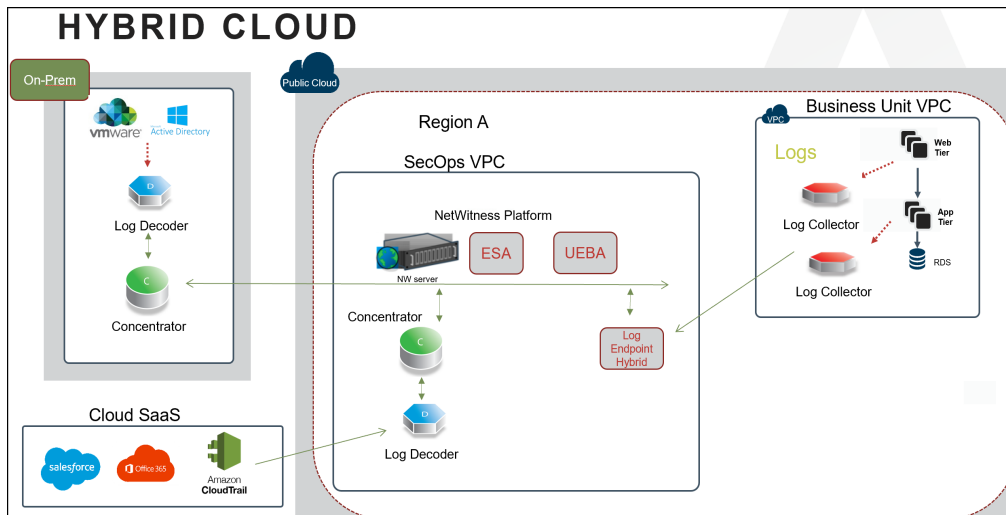 HYBRID CLOUD
On-Prem
vmware®
Active Directory
D
Log Decoder
C
Concentrator
Public Cloud
Region A
SecOps VPC
NetWitness Platform
NW server
ESA
UEBA
Concentrator
C
D
Log Decoder
Log
Endpoint
Hybrid
Business Unit VPC
VPC
Logs
Web
Tier
Log Collector
App
Tier
RDS
Log Collector
Cloud SaaS
salesforce
Office 365
Amazon
CloudTrail